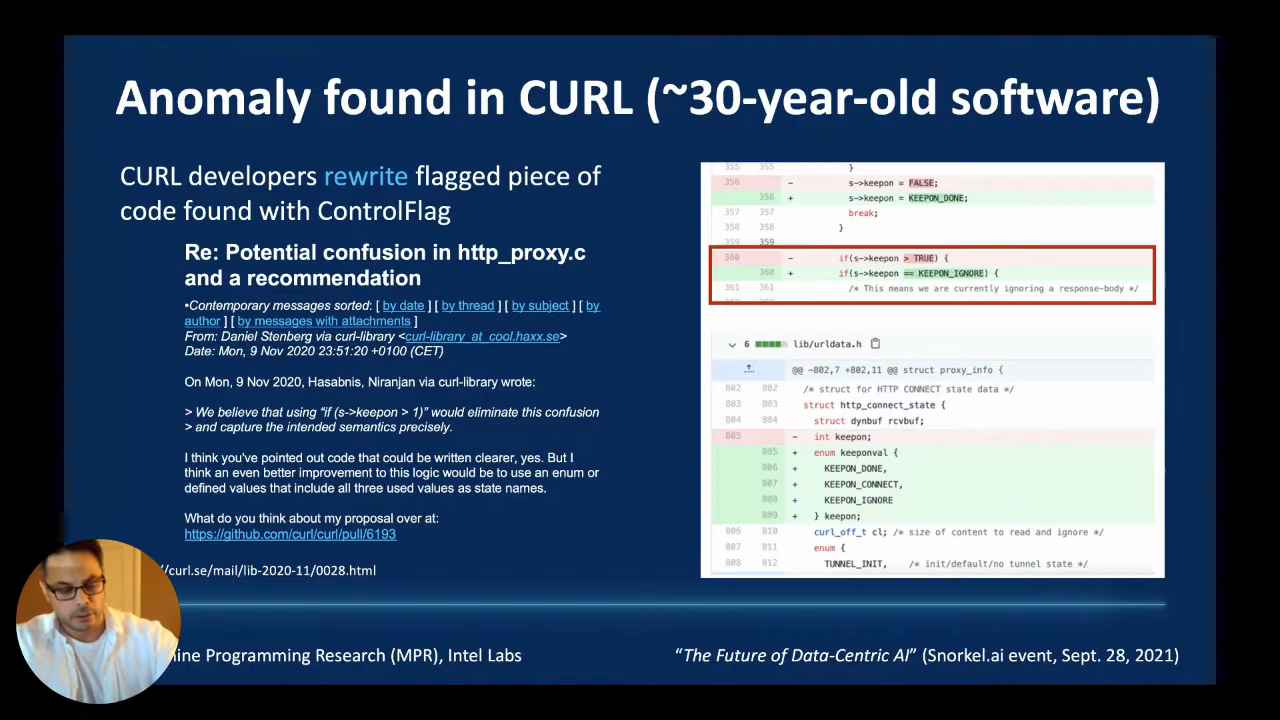 Anomaly found in CURL (~30-year-old software)
CURL developers rewrite flagged piece of
code found with ControlFlag
Re: Potential confusion in http_proxy.c
and a recommendation
•Contemporary messages sorted: [ by date ] [ by thread ] [ by subject ] [ by
author ] [ by messages with attachments ]
From: Daniel Stenberg via curl-library <curl-library_at_cool.haxx.se>
Date: Mon, 9 Nov 2020 23:51:20 +0100 (CET)
On Mon, 9 Nov 2020, Hasabnis, Niranjan via curl-library wrote:
> We believe that using "if (s->keepon > 1)" would eliminate this confusion
> and capture the intended semantics precisely.
I think you've pointed out code that could be written clearer, yes. But I
think an even better improvement to this logic would be to use an enum or
defined values that include all three used values as state names.
What do you think about my proposal over at:
https://github.com/curl/curl/pull/6193
/curl.se/mail/lib-2020-11/0028.html
355 355 }
356 - s->keepon = FALSE;
356 + s->keepon = KEEPON_DONE;
357 357 break;
358 358 }
359 359
360 - if(s->keepon > TRUE) {
360 + if(s->keepon == KEEPON_IGNORE) {
361 361 /* This means we are currently ignoring a response-body */
6 lib/urldata.h
@@ -802,7 +802,11 @@ struct proxy_info {
802 802 /* struct for HTTP CONNECT state data */
803 803 struct http_connect_state {
804 804 struct dynbuf rcvbuf;
805 - int keepon;
805 + enum keeponval {
806 + KEEPON_DONE,
807 + KEEPON_CONNECT,
808 + KEEPON_IGNORE
809 + } keepon;
806 810 curl_off_t cl; /* size of content to read and ignore */
807 811 enum {
808 812 TUNNEL_INIT, /* init/default/no tunnel state */
ine Programming Research (MPR), Intel Labs
"The Future of Data-Centric AI" (Snorkel.ai event, Sept. 28, 2021)